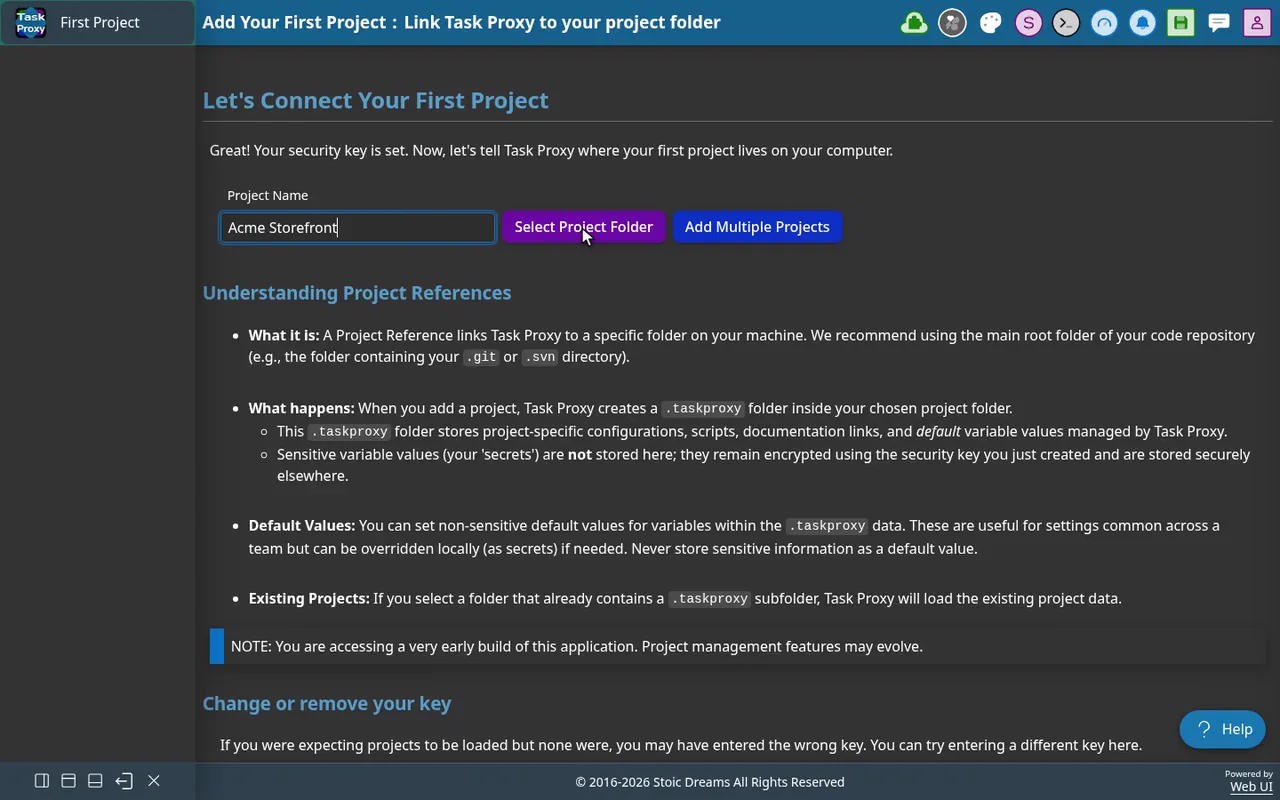 Task
Proxy
First Project
Add Your First Project : Link Task Proxy to your project folder
S
Let's Connect Your First Project
Great! Your security key is set. Now, let's tell Task Proxy where your first project lives on your computer.
Project Name
Acme Storefront
Select Project Folder
Add Multiple Projects
Understanding Project References
• What it is: A Project Reference links Task Proxy to a specific folder on your machine. We recommend using the main root folder of your code repository
(e.g., the folder containing your .git or .svn directory).
• What happens: When you add a project, Task Proxy creates a .taskproxy folder inside your chosen project folder.
○ This .taskproxy folder stores project-specific configurations, scripts, documentation links, and default variable values managed by Task Proxy.
○ Sensitive variable values (your 'secrets') are not stored here; they remain encrypted using the security key you just created and are stored securely
elsewhere.
• Default Values: You can set non-sensitive default values for variables within the .taskproxy data. These are useful for settings common across a
team but can be overridden locally (as secrets) if needed. Never store sensitive information as a default value.
• Existing Projects: If you select a folder that already contains a .taskproxy subfolder, Task Proxy will load the existing project data.
NOTE: You are accessing a very early build of this application. Project management features may evolve.
Change or remove your key
If you were expecting projects to be loaded but none were, you may have entered the wrong key. You can try entering a different key here.
? Help
© 2016-2026 Stoic Dreams All Rights Reserved
Powered by
Web UI